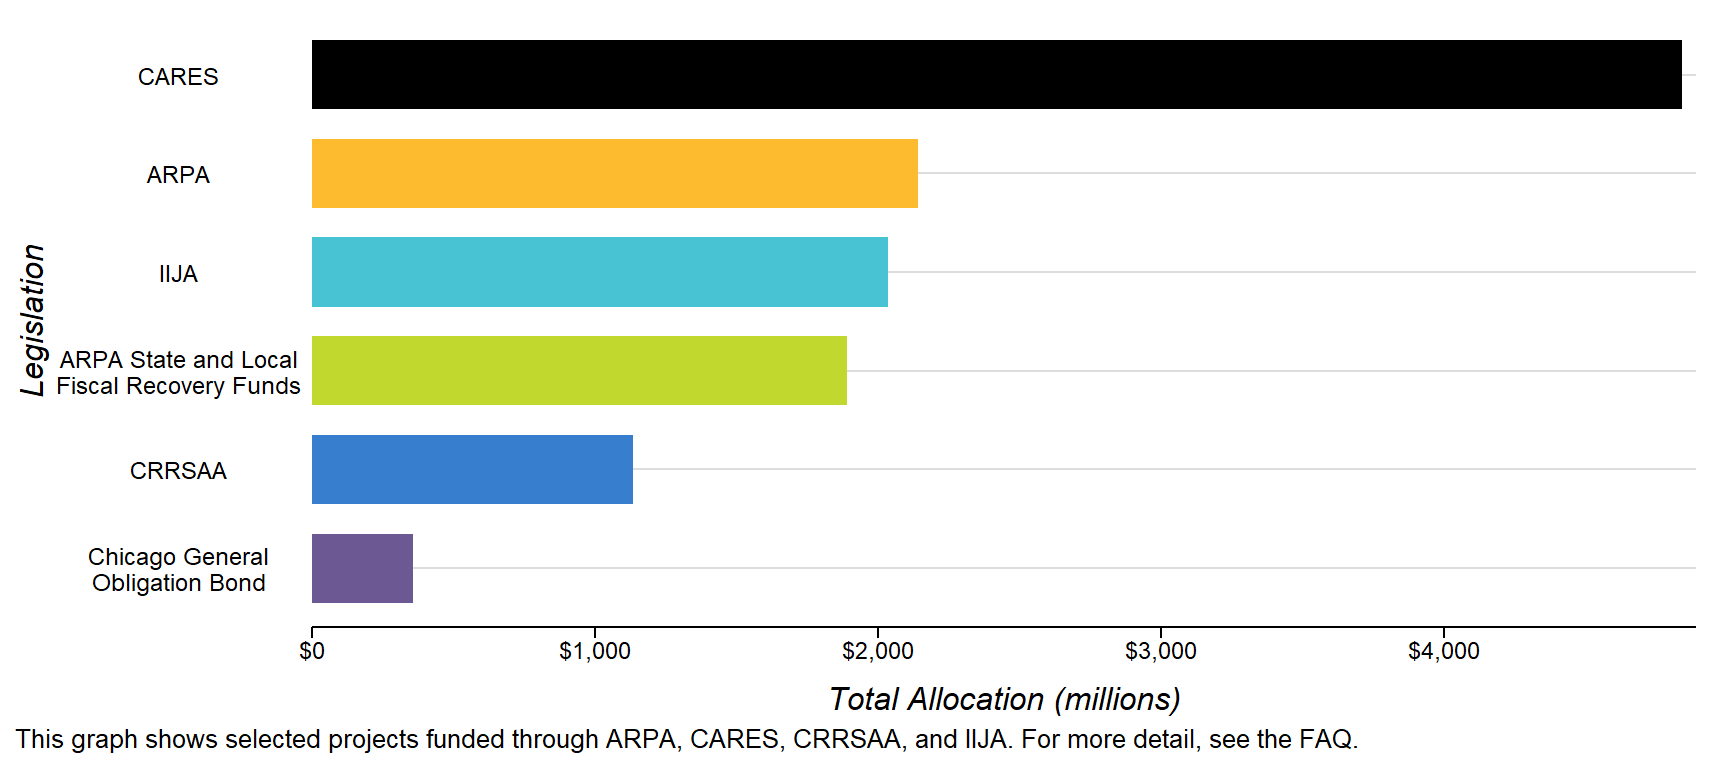 Legislation
CARES
ARPA
IIJA
ARPA State and Local
Fiscal Recovery Funds
CRRSAA
Chicago General
Obligation Bond
$0 $1,000 $2,000 $3,000 $4,000
Total Allocation (millions)
This graph shows selected projects funded through ARPA, CARES, CRRSAA, and IIJA. For more detail, see the FAQ.